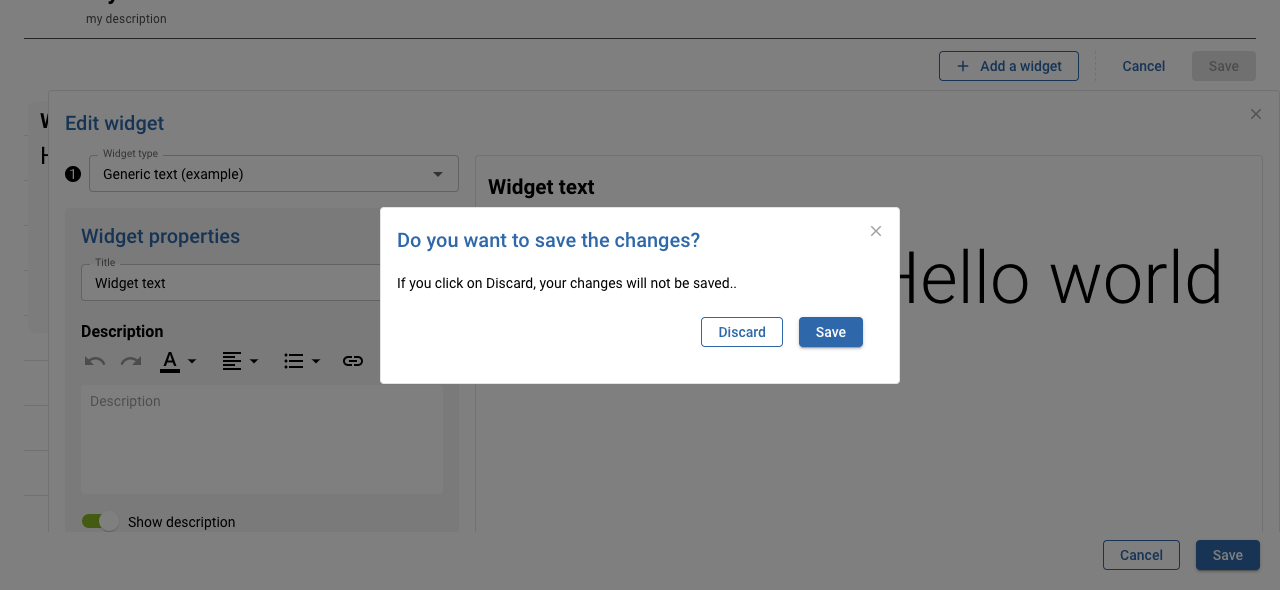 my description
Add a widget
Cancel
Save
Edit widget
Widget type
1
Generic text (example)
Widget text
Widget properties
Title
Widget text
Hello world
Description
Description
Show description
Do you want to save the changes?
If you click on Discard, your changes will not be saved..
Discard
Save
Cancel
Save